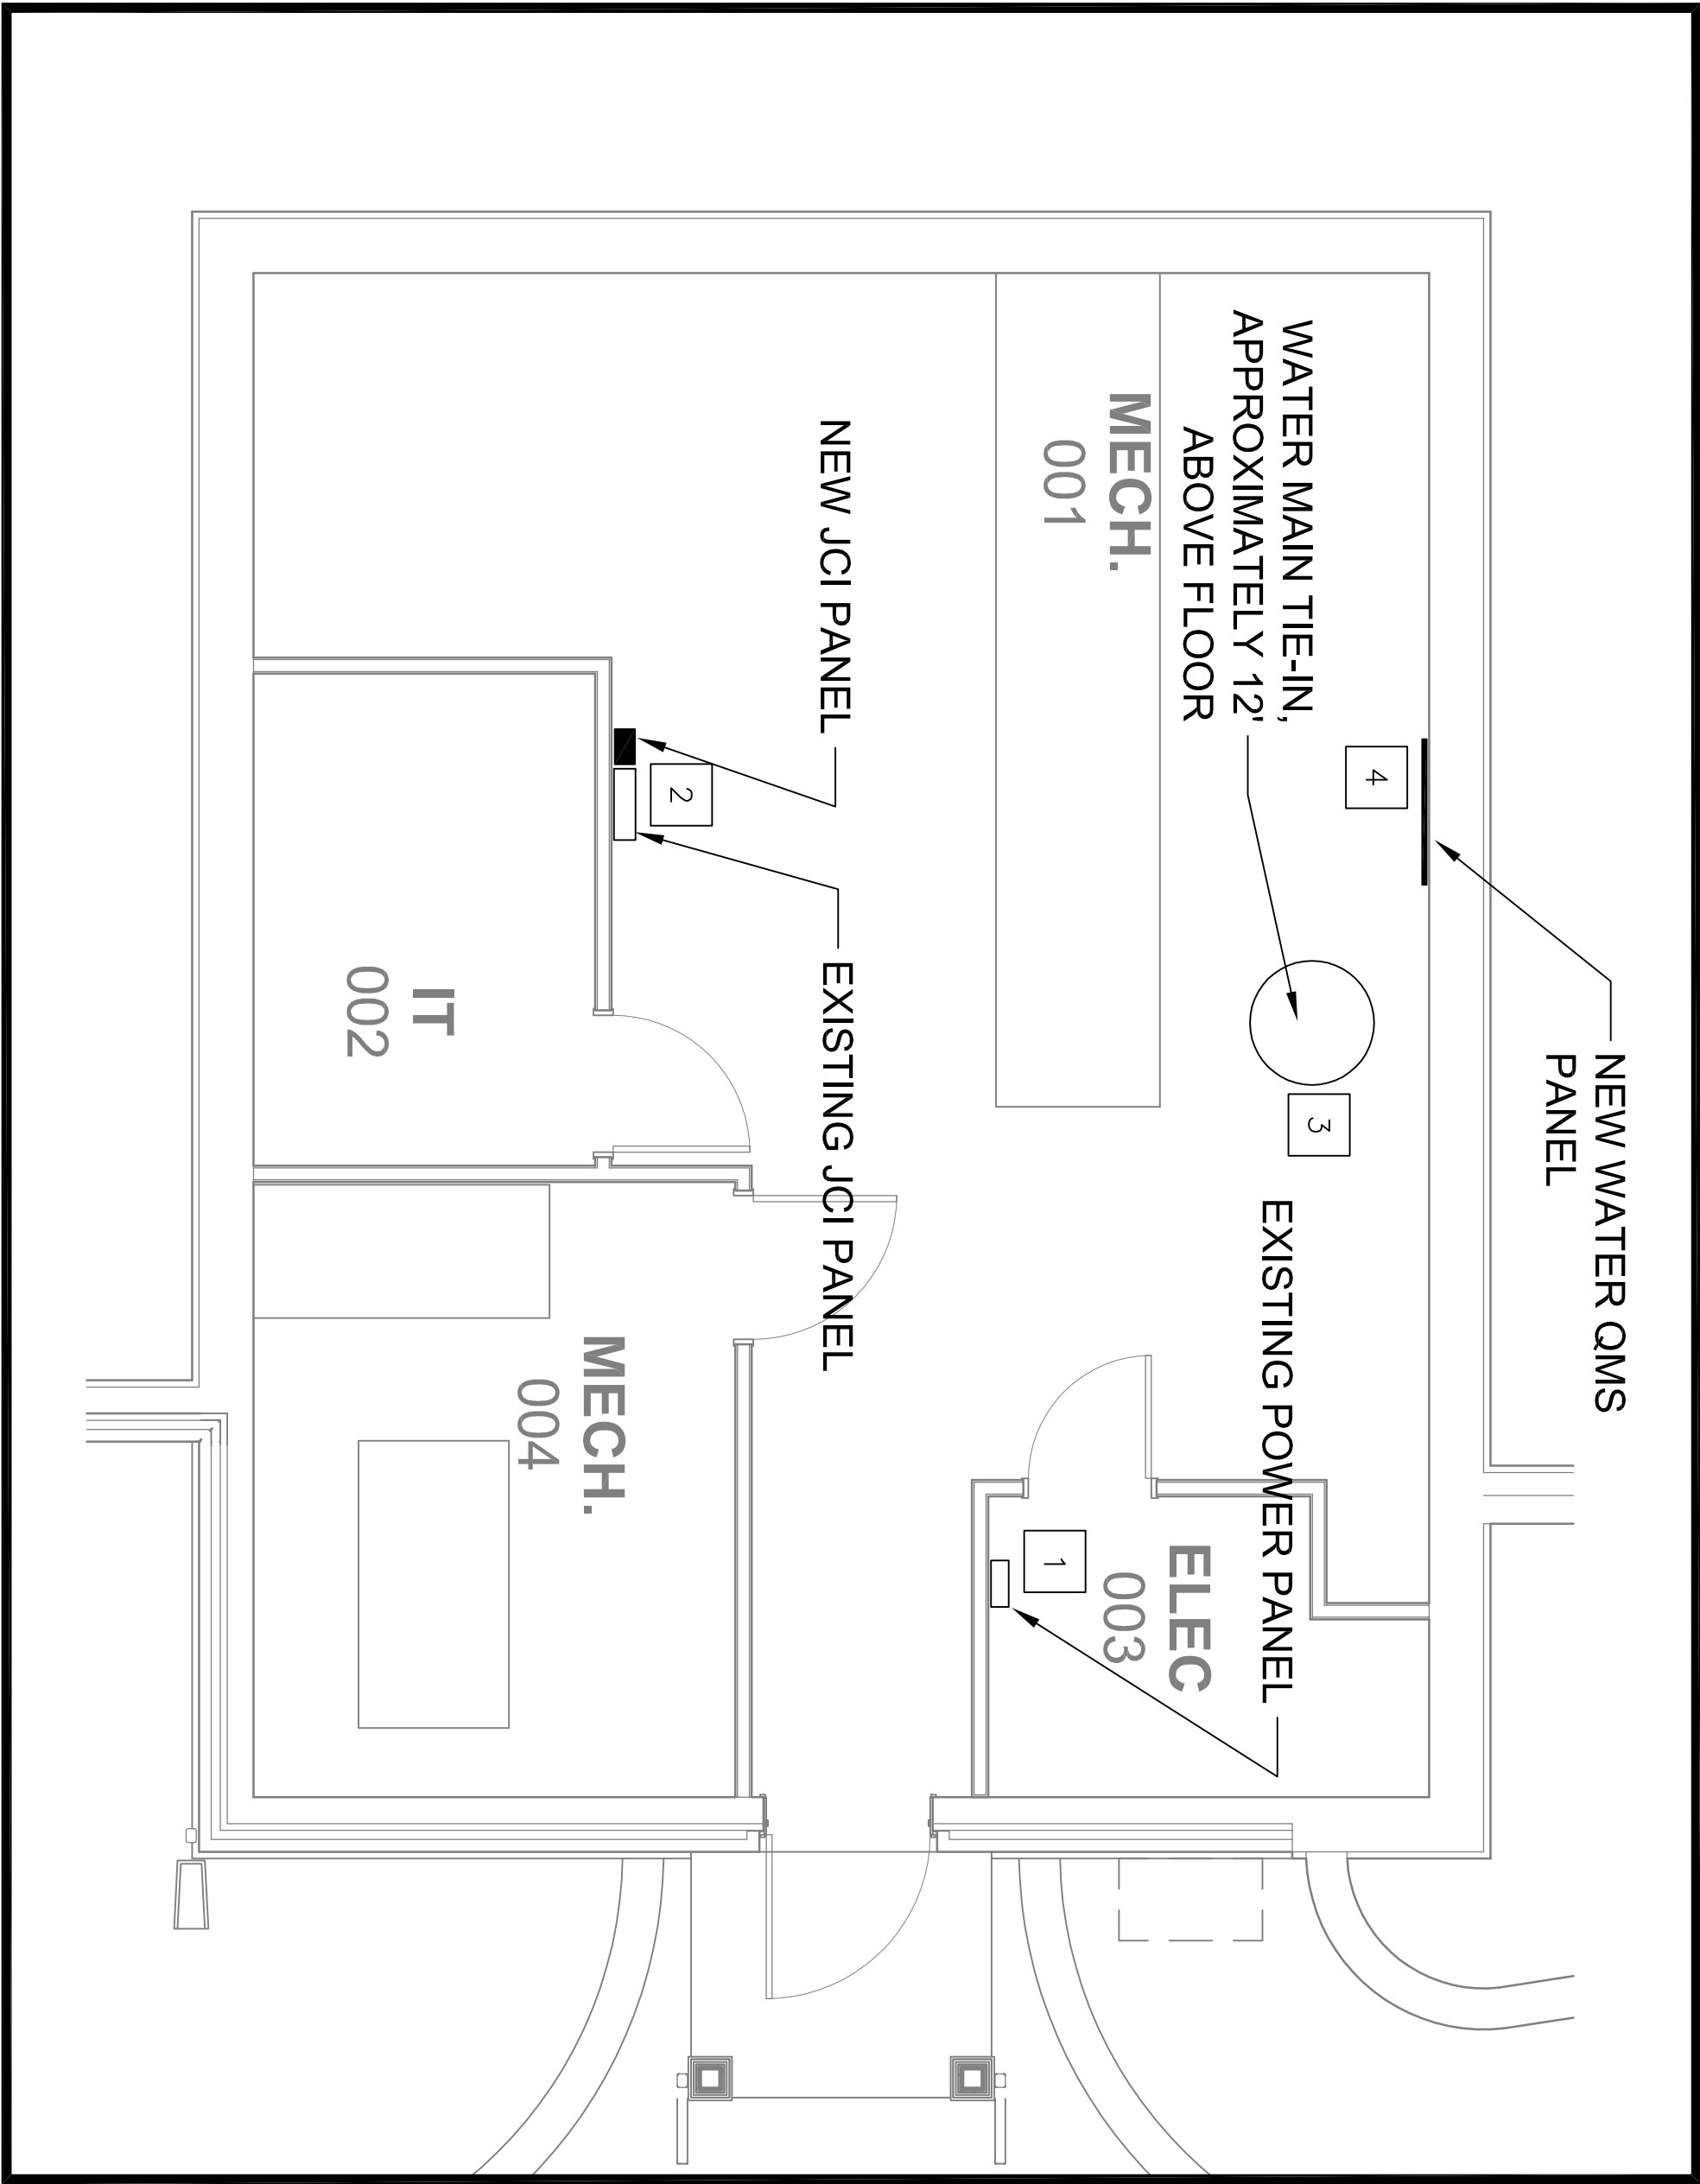 NEW WATER QMS
PANEL
4
WATER MAIN TIE-IN,
APPROXIMATELY 12'
ABOVE FLOOR
3
EXISTING POWER PANEL
MECH.
001
ELEC
003
1
NEW JCI PANEL
EXISTING JCI PANEL
2
MECH.
004
IT
002